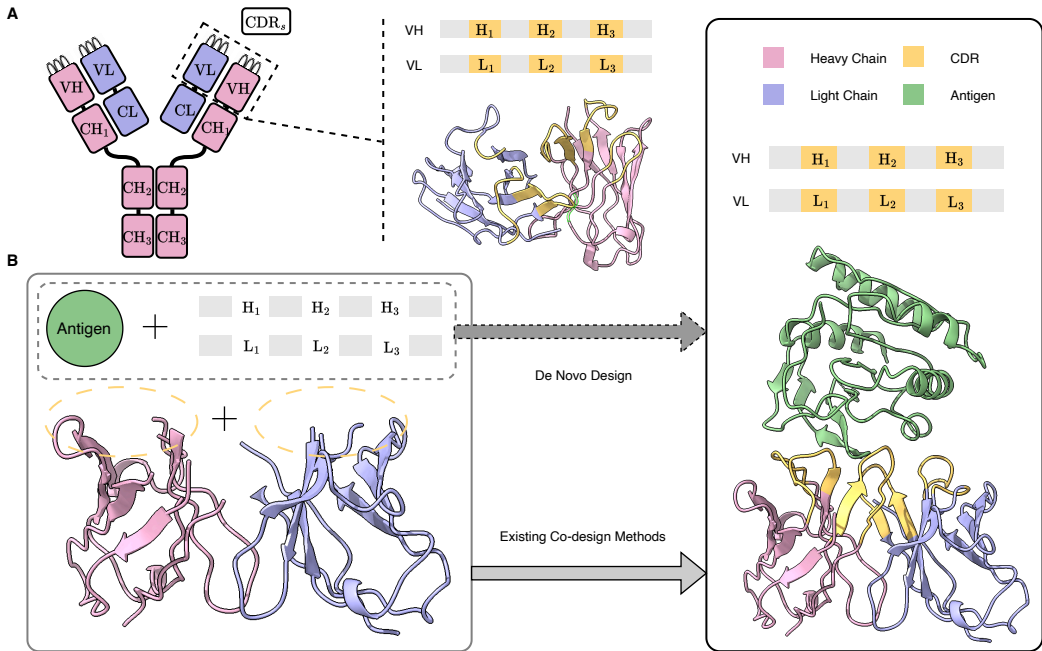 A
CDRₛ
VH
VL
VL
VH
CL
CL
CH₁
CH₁
CH₂
CH₂
CH₃
CH₃
VH H₁ H₂ H₃
VL L₁ L₂ L₃
Heavy Chain
CDR
Light Chain
Antigen
VH H₁ H₂ H₃
VL L₁ L₂ L₃
B
Antigen
+
H₁ H₂ H₃
L₁ L₂ L₃
+
De Novo Design
Existing Co-design Methods